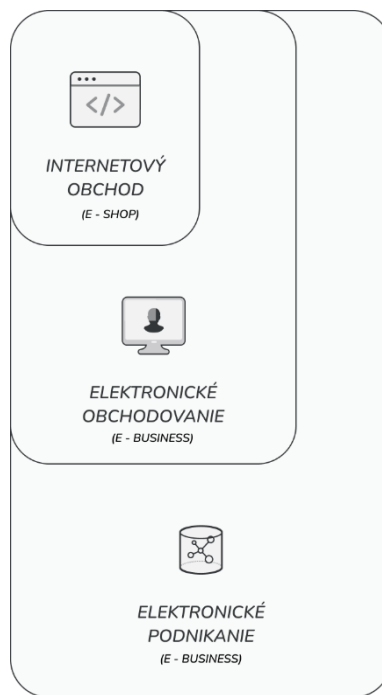 </>
INTERNETOVÝ
OBCHOD
(E - SHOP)
ELEKTRONICKÉ
OBCHODOVANIE
(E - BUSINESS)
ELEKTRONICKÉ
PODNIKANIE
(E - BUSINESS)